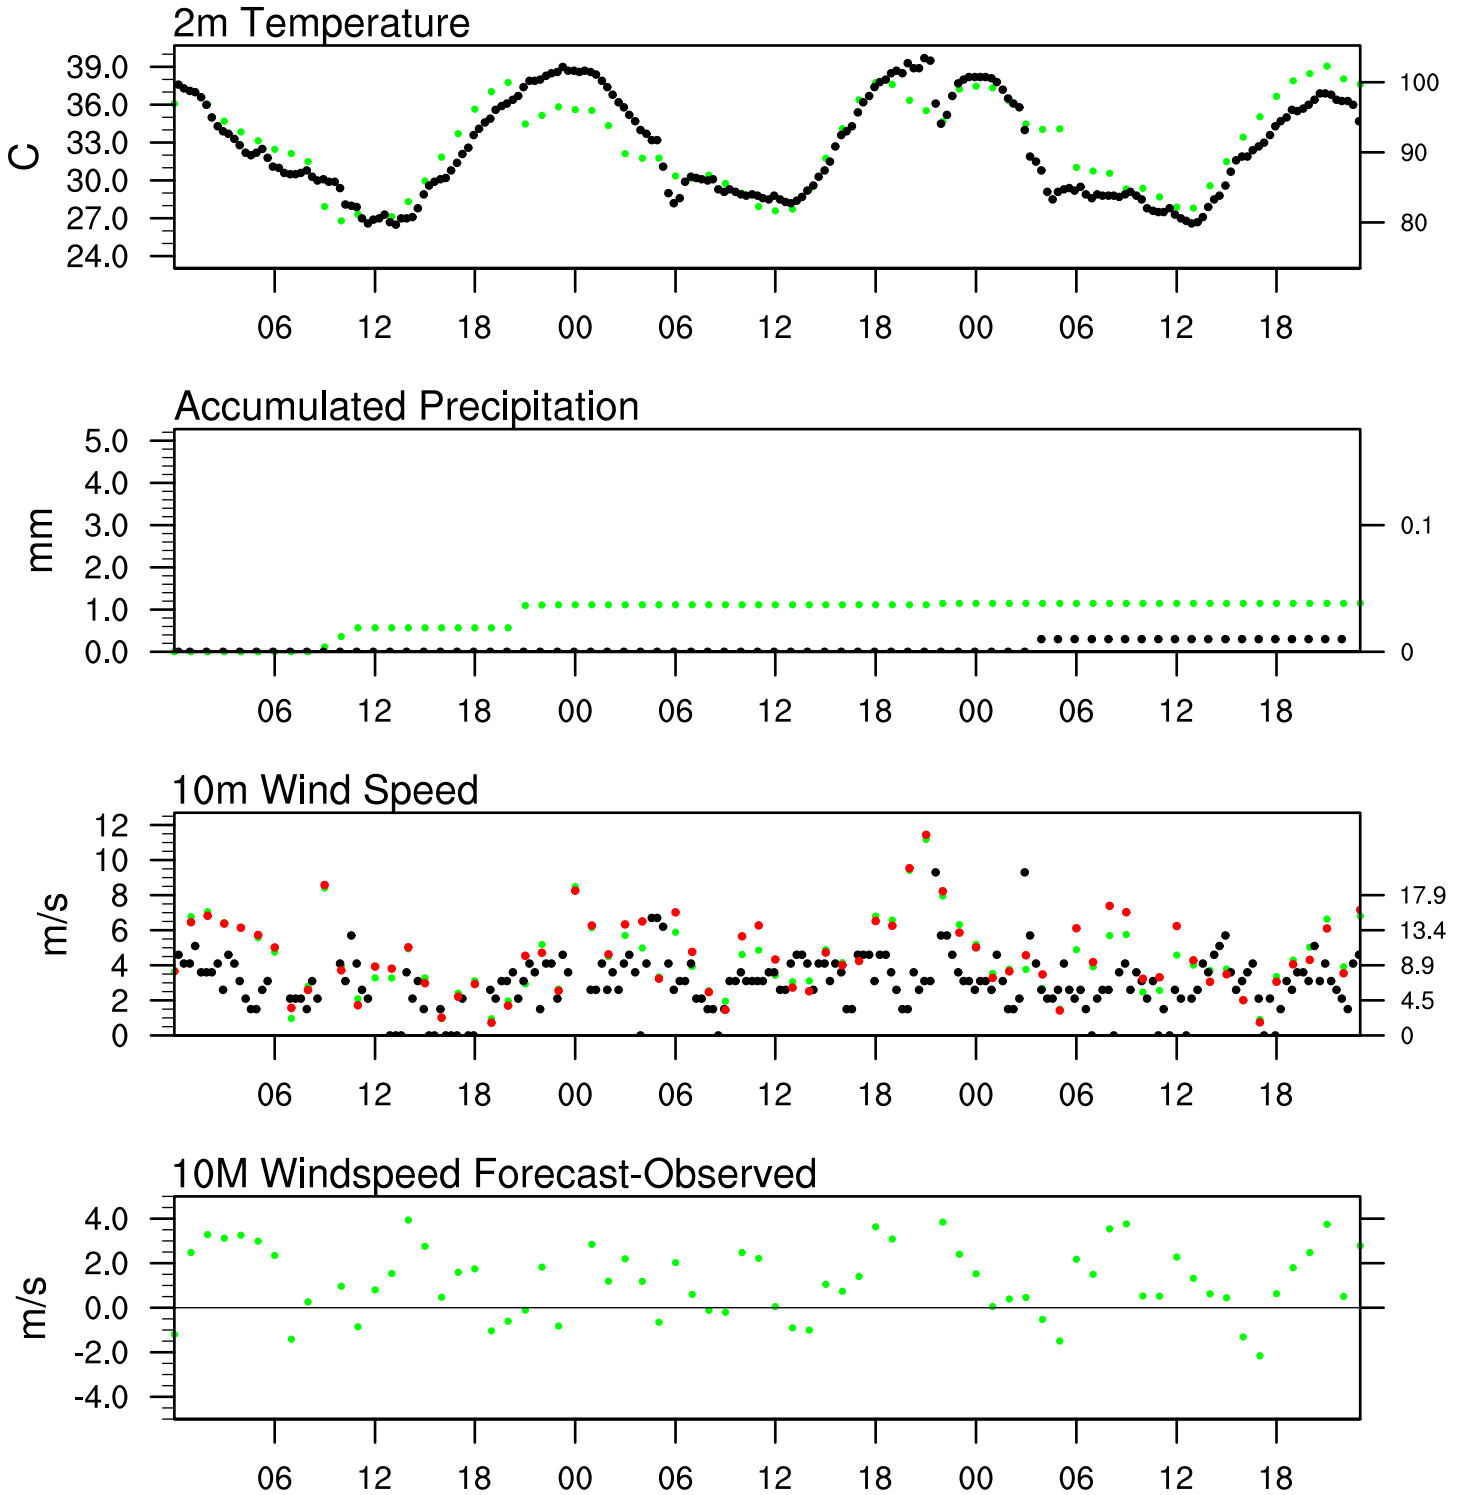 2m Temperature
39.0
36.0
33.0
30.0
27.0
24.0
C
100
90
80
06 12 18 00 06 12 18 00 06 12 18
Accumulated Precipitation
5.0
4.0
3.0
2.0
1.0
0.0
mm
0.1
0
06 12 18 00 06 12 18 00 06 12 18
10m Wind Speed
12
10
8
6
4
2
0
m/s
17.9
13.4
8.9
4.5
0
06 12 18 00 06 12 18 00 06 12 18
10M Windspeed Forecast-Observed
4.0
2.0
0.0
-2.0
-4.0
m/s
06 12 18 00 06 12 18 00 06 12 18